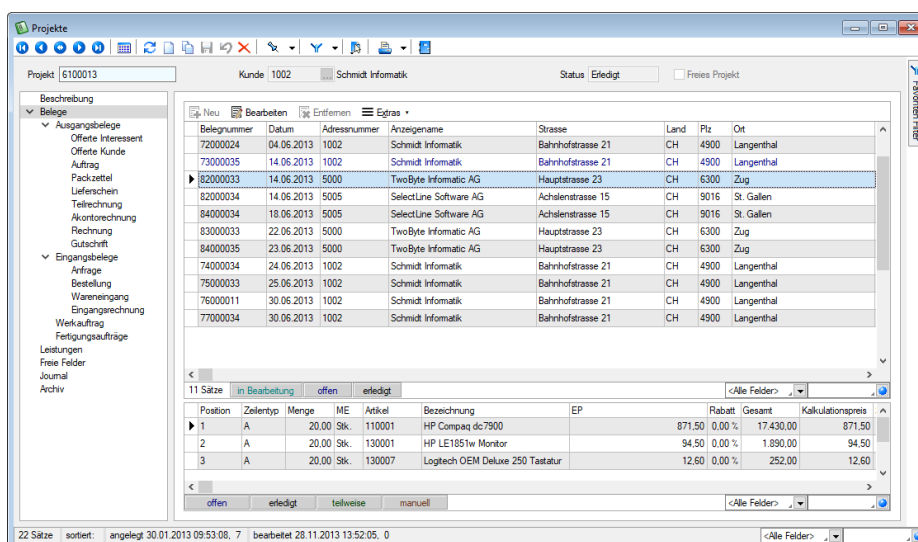 Projekte
Projekt 6100013 Kunde 1002 ... Schmidt Informatik Status Erledigt Freies Projekt
Favoriten Filter
Beschreibung
Belege
Ausgangsbelege
Offerte Interessent
Offerte Kunde
Auftrag
Packzettel
Lieferschein
Teilrechnung
Akontorechnung
Rechnung
Gutschrift
Eingangsbelege
Anfrage
Bestellung
Wareneingang
Eingangsrechnung
Werkauftrag
Fertigungsaufträge
Leistungen
Freie Felder
Journal
Archiv
Neu Bearbeiten Entfernen Extras
Belegnummer Datum Adressnummer Anzeigename Strasse Land Plz Ort
72000024 04.06.2013 1002 Schmidt Informatik Bahnhofstrasse 21 CH 4900 Langenthal
73000035 14.06.2013 1002 Schmidt Informatik Bahnhofstrasse 21 CH 4900 Langenthal
82000033 14.06.2013 5000 TwoByte Informatic AG Hauptstrasse 23 CH 6300 Zug
82000034 14.06.2013 5005 SelectLine Software AG Achslenstrasse 15 CH 9016 St. Gallen
84000034 18.06.2013 5005 SelectLine Software AG Achslenstrasse 15 CH 9016 St. Gallen
83000033 22.06.2013 5000 TwoByte Informatic AG Hauptstrasse 23 CH 6300 Zug
84000035 23.06.2013 5000 TwoByte Informatic AG Hauptstrasse 23 CH 6300 Zug
74000034 24.06.2013 1002 Schmidt Informatik Bahnhofstrasse 21 CH 4900 Langenthal
75000033 25.06.2013 1002 Schmidt Informatik Bahnhofstrasse 21 CH 4900 Langenthal
76000011 30.06.2013 1002 Schmidt Informatik Bahnhofstrasse 21 CH 4900 Langenthal
77000034 30.06.2013 1002 Schmidt Informatik Bahnhofstrasse 21 CH 4900 Langenthal
11 Sätze in Bearbeitung offen erledigt <Alle Felder>
Position Zeilentyp Menge ME Artikel Bezeichnung EP Rabatt Gesamt Kalkulationspreis
1 A 20,00 Stk. 110001 HP Compaq dc7900 871,50 0,00 % 17.430,00 871,50
2 A 20,00 Stk. 130001 HP LE1851w Monitor 94,50 0,00 % 1.890,00 94,50
3 A 20,00 Stk. 130007 Logitech OEM Deluxe 250 Tastatur 12,60 0,00 % 252,00 12,60
offen erledigt teilweise manuell <Alle Felder>
22 Sätze sortiert: angelegt 30.01.2013 09:53:08, 7 bearbeitet 28.11.2013 13:52:05, 0 <Alle Felder>